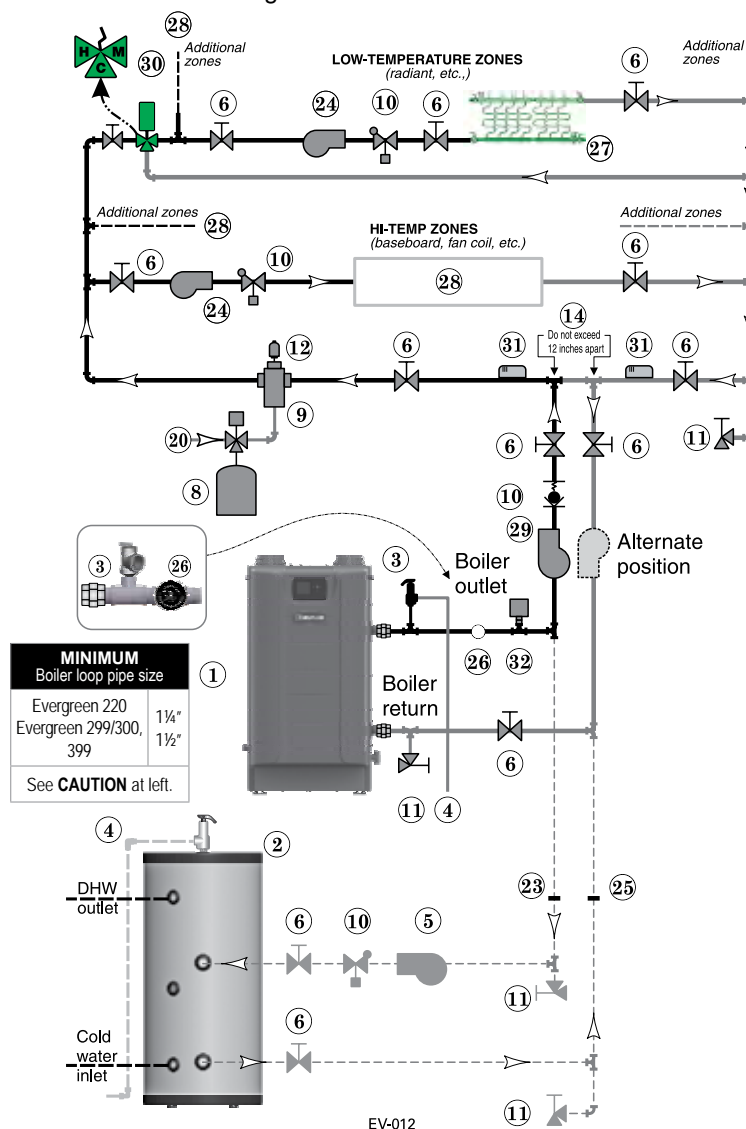 28
H M
C
30
Additional
zones
LOW-TEMPERATURE ZONES
(radiant, etc.,)
Additional
zones
6
6
24
10
6
27
Additional zones
28
HI-TEMP ZONES
(baseboard, fan coil, etc.)
Additional zones
6
6
24
10
28
14
Do not exceed
12 inches apart
12
6
31
31
6
9
20
8
6
6
11
10
29
Alternate
position
3
26
3
Boiler
outlet
26
32
1
MINIMUM
Boiler loop pipe size
Evergreen 220 1¼"
Evergreen 299/300, 1½"
399
See CAUTION at left.
Boiler
return
6
11
4
4
2
DHW
outlet
23
25
6
10
5
11
6
Cold
water
inlet
11
EV-012